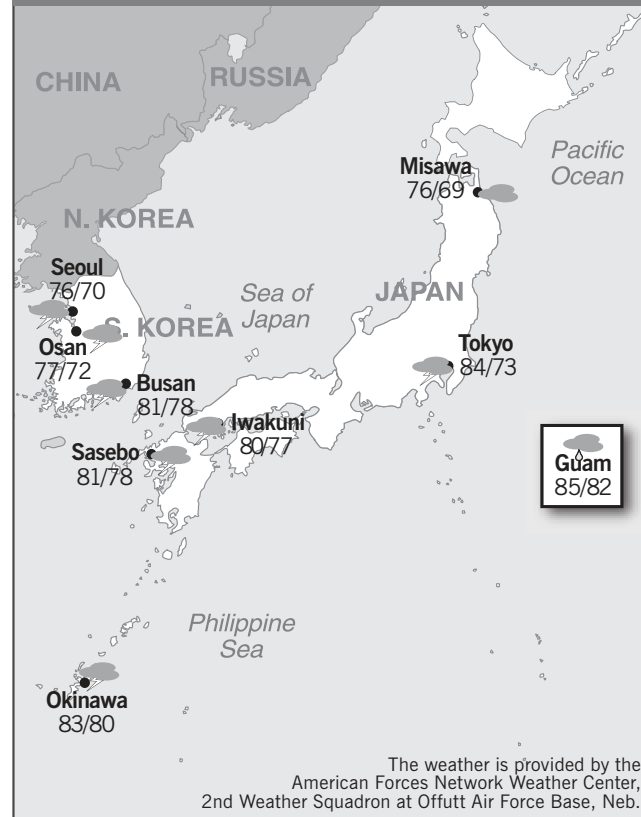 CHINA
RUSSIA
Pacific
Ocean
Misawa
76/69
N. KOREA
Seoul
76/70
Sea of
Japan
JAPAN
S. KOREA
Osan
77/72
Tokyo
84/73
Busan
81/78
Iwakuni
80/77
Sasebo
81/78
Guam
85/82
Philippine
Sea
Okinawa
83/80
The weather is provided by the
American Forces Network Weather Center,
2nd Weather Squadron at Offutt Air Force Base, Neb.